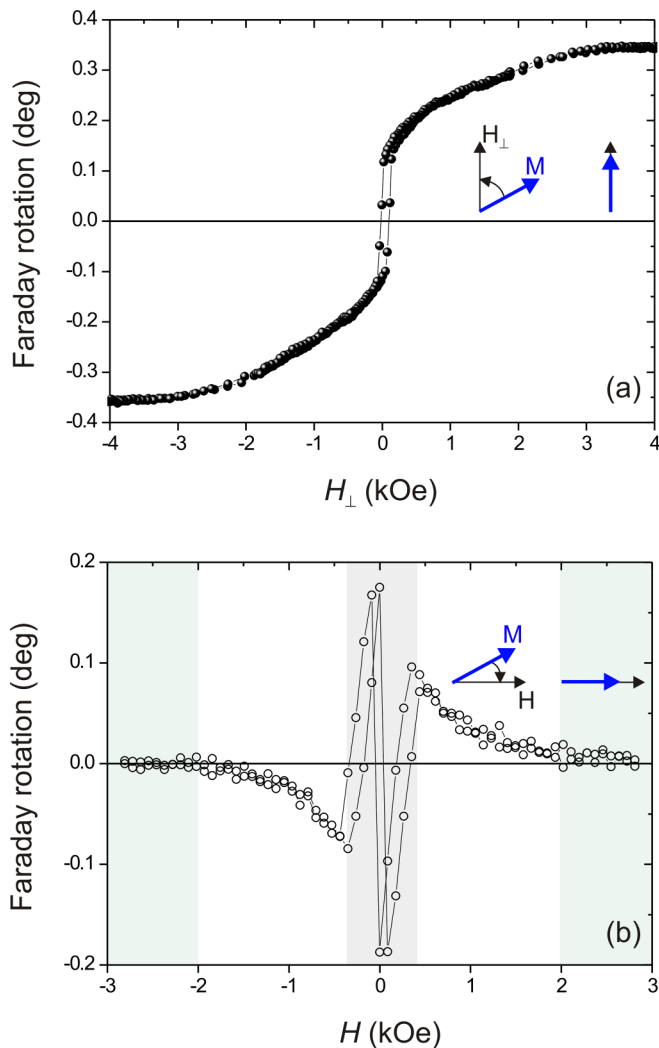 0.4
0.3
0.2
0.1
0.0
-0.1
-0.2
-0.3
-0.4
Faraday rotation (deg)
H⊥
M
(a)
-4 -3 -2 -1 0 1 2 3 4
H⊥ (kOe)
0.2
0.1
0.0
-0.1
-0.2
Faraday rotation (deg)
M
H
(b)
-3 -2 -1 0 1 2 3
H (kOe)